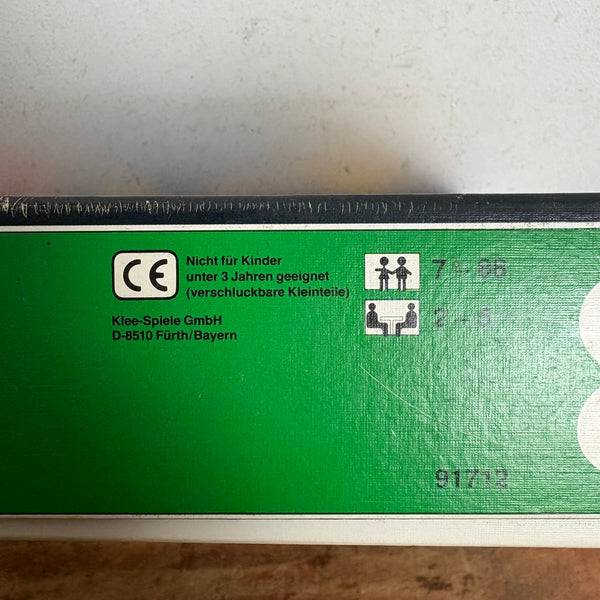 CE
Nicht für Kinder
unter 3 Jahren geeignet
(verschluckbare Kleinteile)
Klee-Spiele GmbH
D-8510 Fürth/Bayern
91712